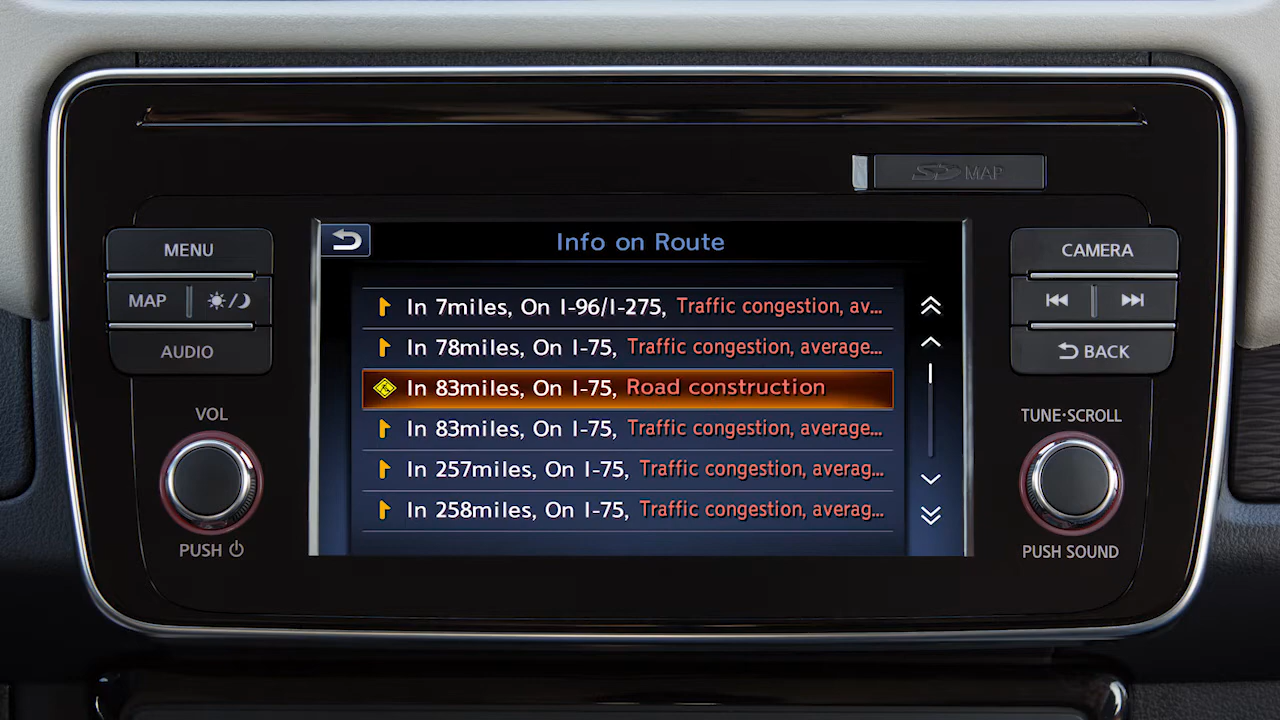 SD MAP
Info on Route
MENU
MAP
AUDIO
VOL
PUSH
In 7miles, On I-96/I-275, Traffic congestion, av...
In 78miles, On I-75, Traffic congestion, average...
In 83miles, On I-75, Road construction
In 83miles, On I-75, Traffic congestion, average...
In 257miles, On I-75, Traffic congestion, averag...
In 258miles, On I-75, Traffic congestion, averag...
CAMERA
BACK
TUNE·SCROLL
PUSH SOUND